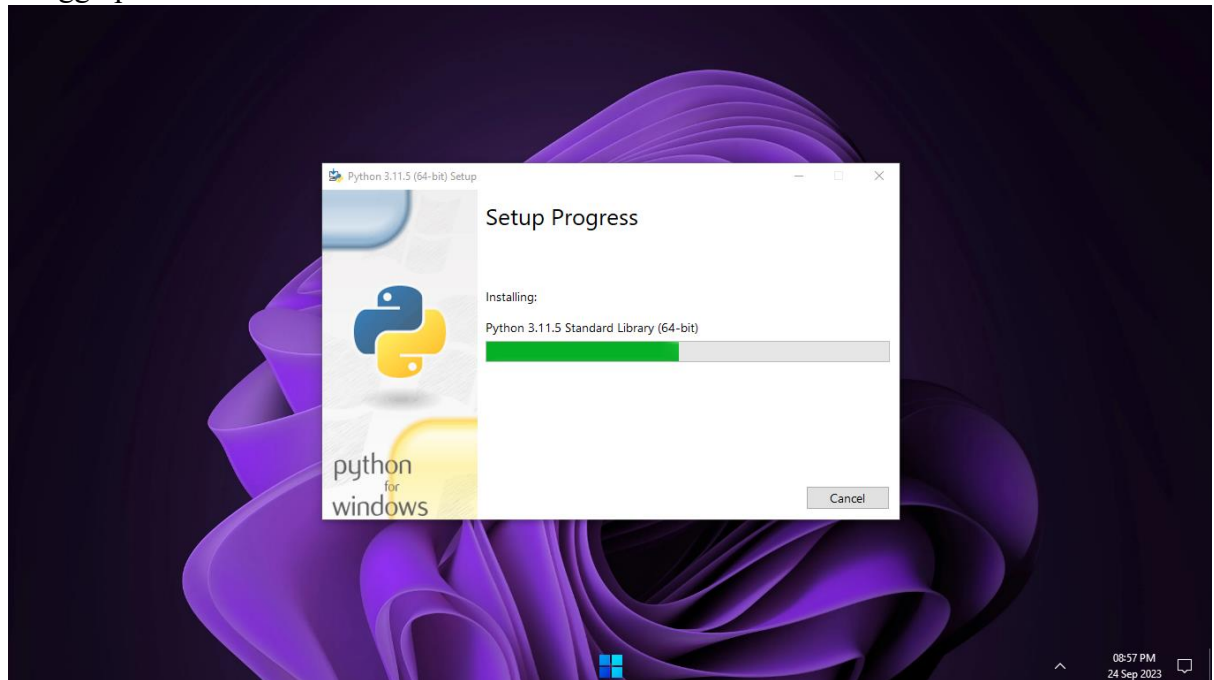 Python 3.11.5 (64-bit) Setup
Setup Progress
Installing:
Python 3.11.5 Standard Library (64-bit)
python
for
windows
Cancel
08:57 PM
24 Sep 2023